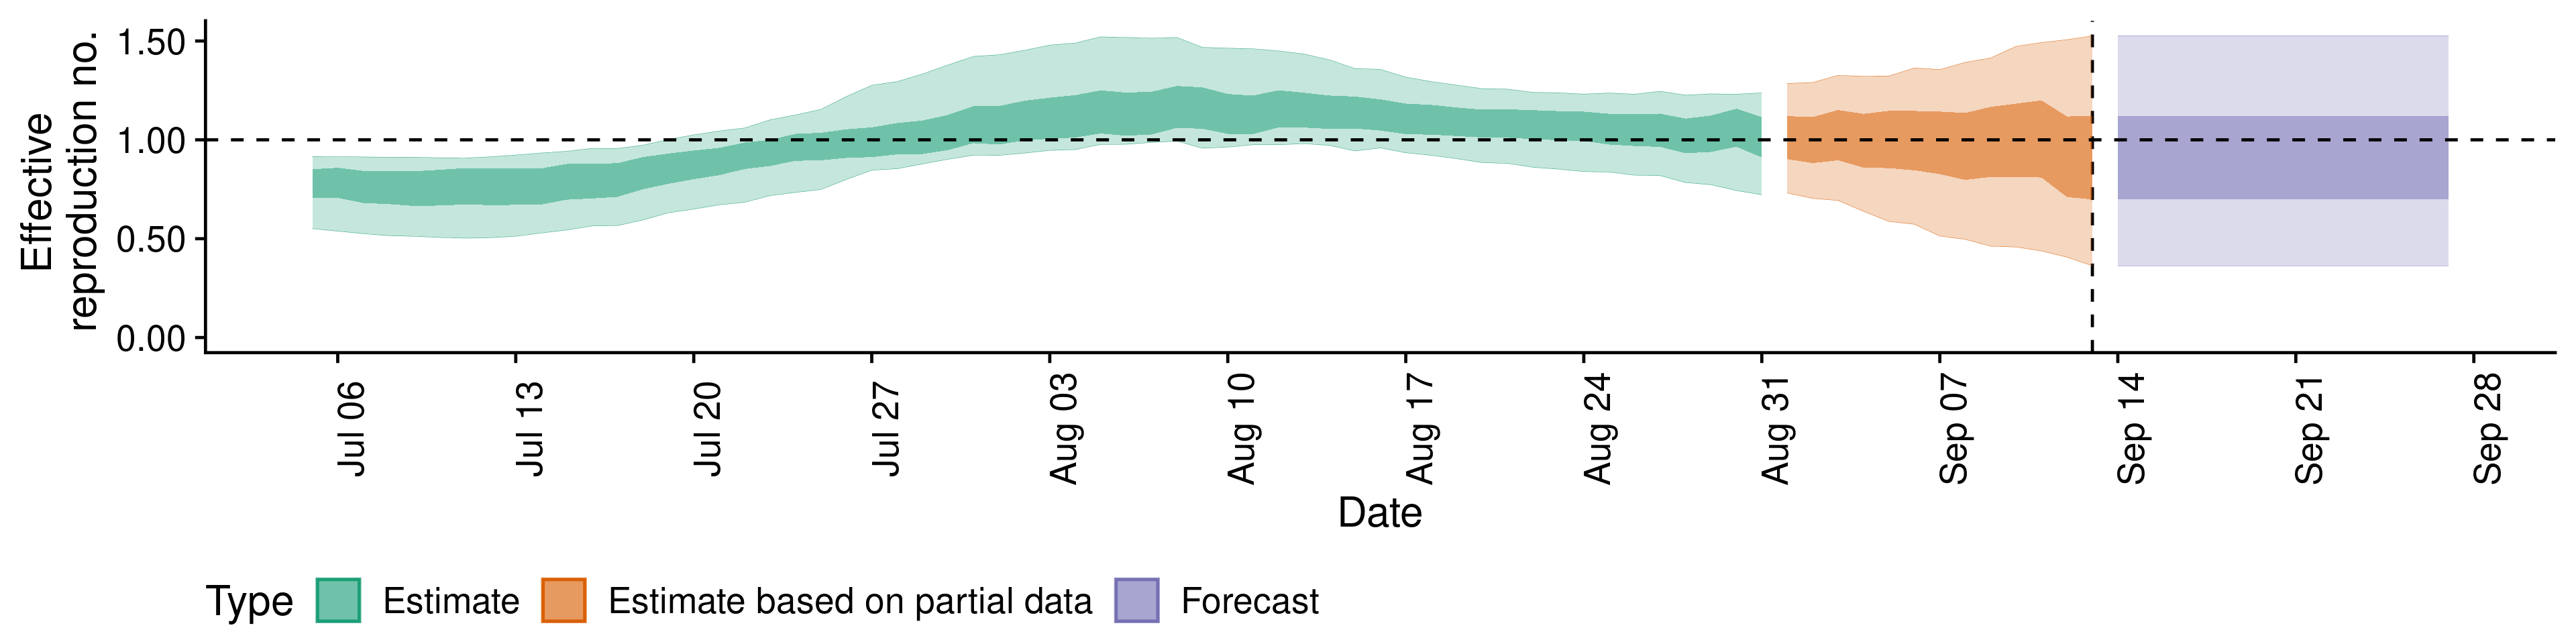 Effective
reproduction no.
1.50
1.00
0.50
0.00
Jul 06
Jul 13
Jul 20
Jul 27
Aug 03
Aug 10
Aug 17
Aug 24
Aug 31
Sep 07
Sep 14
Sep 21
Sep 28
Date
Type Estimate Estimate based on partial data Forecast